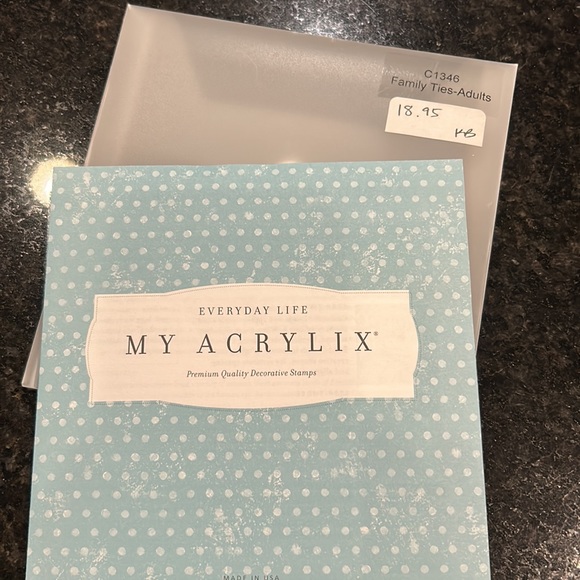 C1346
Family Ties-Adults
18.95
KB
EVERYDAY LIFE
MY ACRYLIX®
Premium Quality Decorative Stamps
MADE IN USA